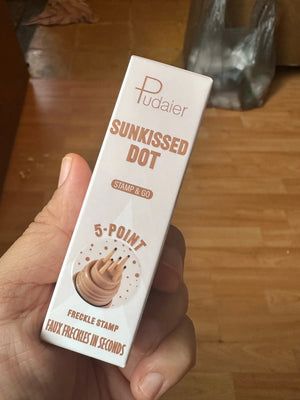 Pudaier
SUNKISSED
DOT
STAMP & GO
5-POINT
FRECKLE STAMP
FAUX FRECKLES IN SECONDS